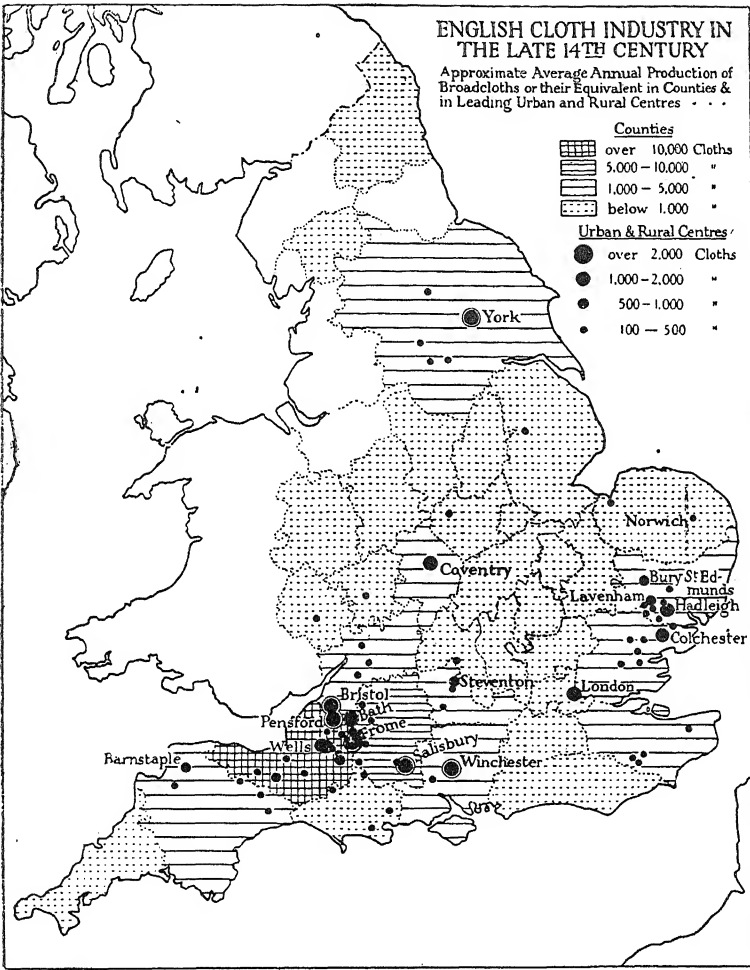 ENGLISH CLOTH INDUSTRY IN
THE LATE 14TH CENTURY
Approximate Average Annual Production of
Broadcloths or their Equivalent in Counties &
in Leading Urban and Rural Centres - - -
Counties
over 10,000 Cloths
5,000 – 10,000 "
1,000 – 5,000 "
below 1,000 "
Urban & Rural Centres
over 2,000 Cloths
1,000 – 2,000 "
500 – 1,000 "
100 – 500 "
York
Norwich
Coventry
Bury St Ed-
munds
Lavenham
Hadleigh
Colchester
Steventon
London
Bristol
Bath
Pensford
Frome
Wells
Salisbury
Barnstaple
Winchester